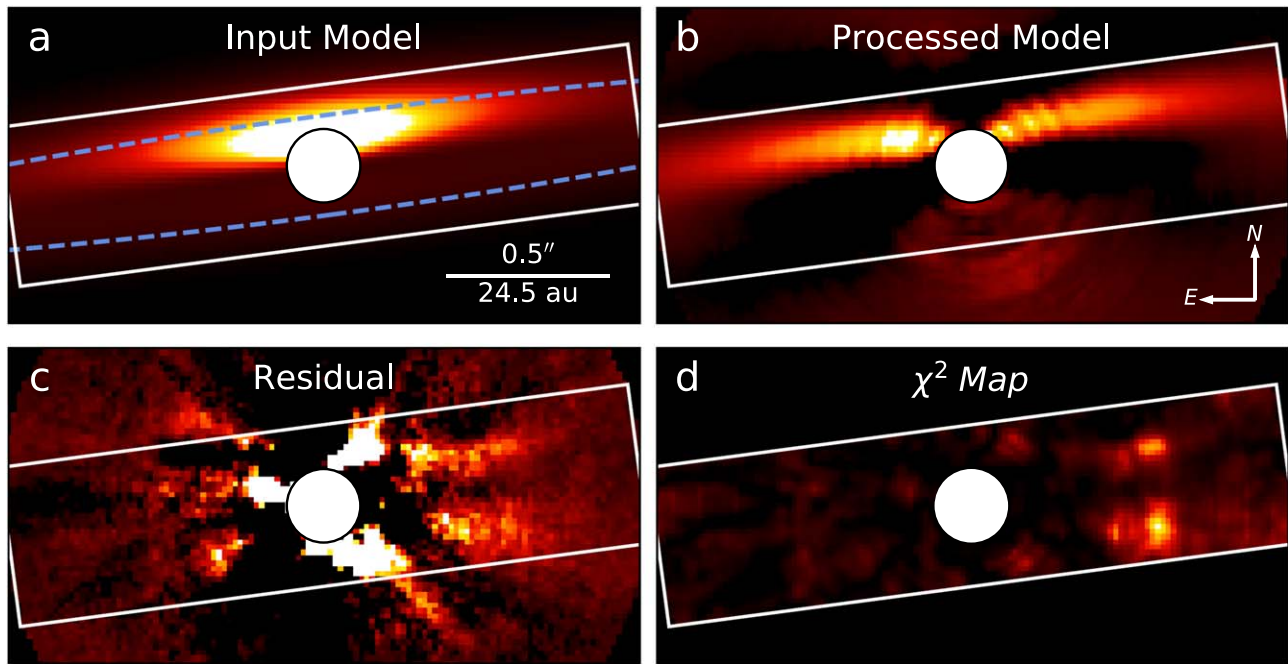 a Input Model
0.5″
24.5 au
b Processed Model
N
E
c Residual
d χ² Map